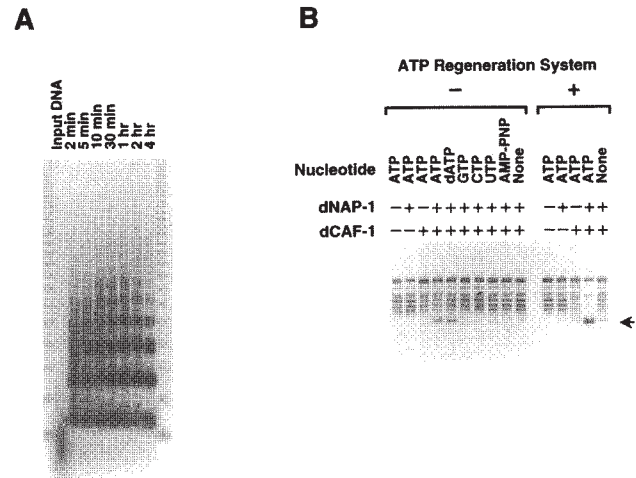 A
Input DNA
2 min
5 min
10 min
30 min
1 hr
2 hr
4 hr
B
ATP Regeneration System
− +
Nucleotide ATP ATP ATP ATP dATP GTP CTP UTP AMP-PNP None ATP ATP ATP ATP None
dNAP-1 − + − + + + + + + + − + − + +
dCAF-1 − − + + + + + + + + − − + + +